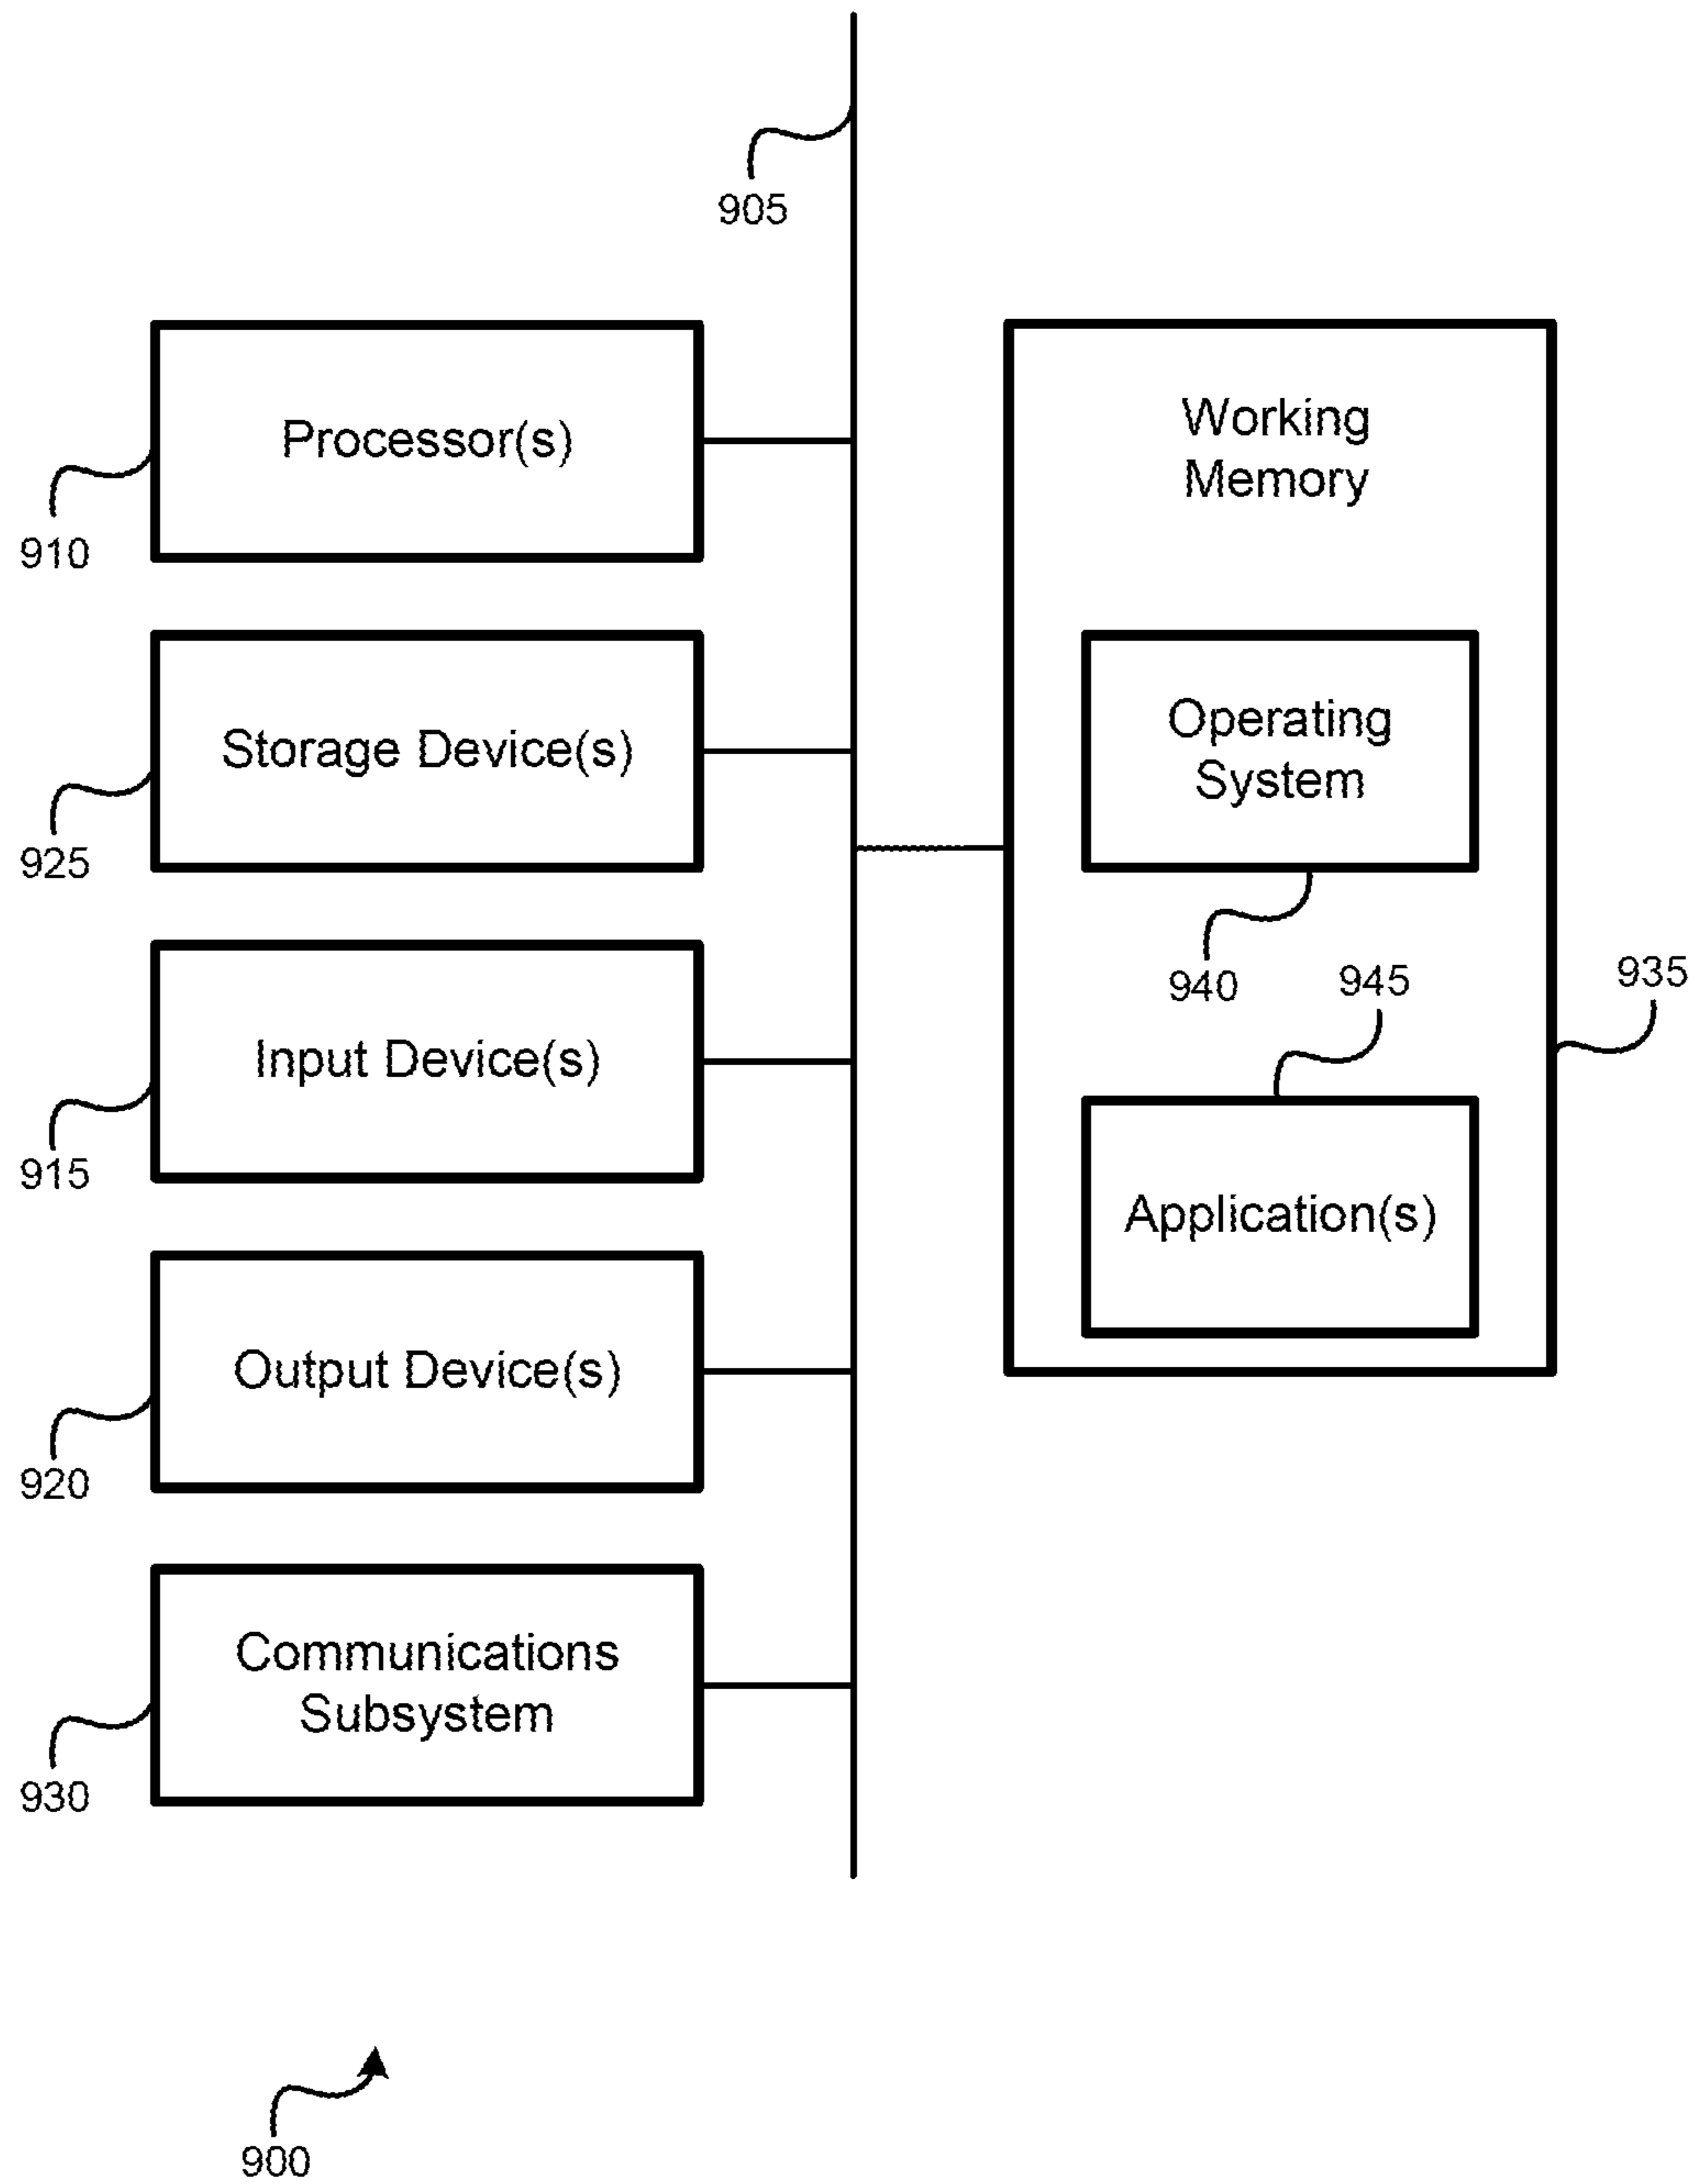 905
Processor(s)
910
Storage Device(s)
925
Input Device(s)
915
Output Device(s)
920
Communications
Subsystem
930
Working
Memory
Operating
System
940
945
935
Application(s)
900